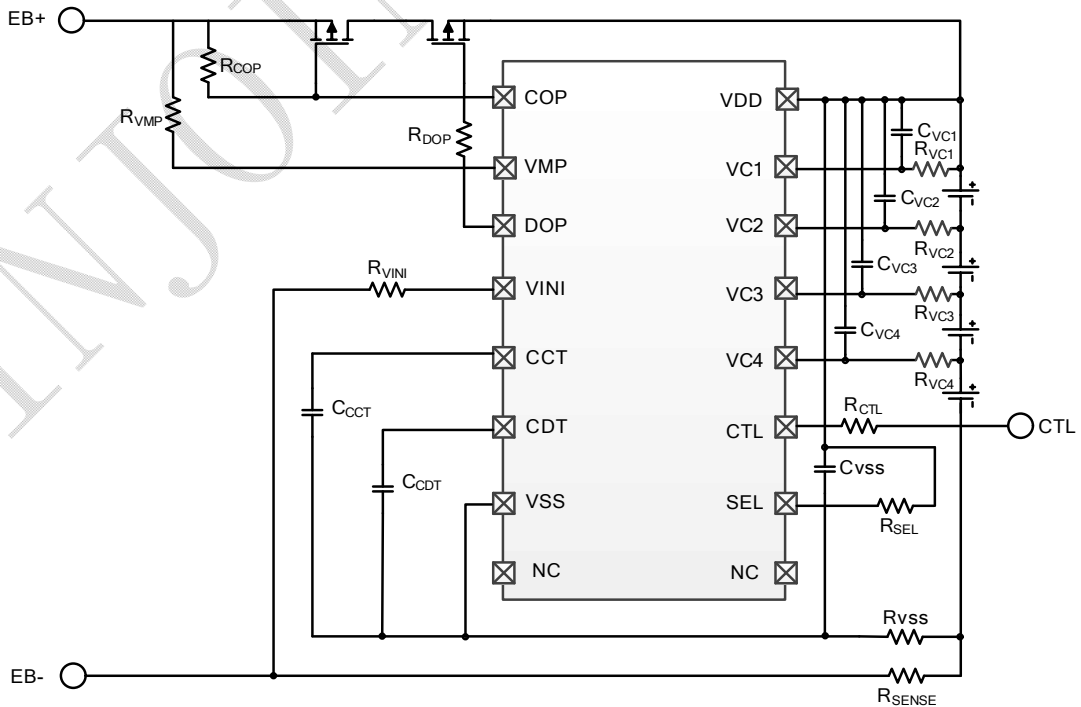 EB+
RCOP
RVMP
RDOP
COP
VMP
DOP
VINI
CCT
CDT
VSS
NC
VDD
VC1
VC2
VC3
VC4
CTL
SEL
NC
RVINI
CCCT
CCDT
CVC1
RVC1
CVC2
RVC2
CVC3
RVC3
CVC4
RVC4
RCTL
CTL
Cvss
RSEL
Rvss
RSENSE
EB-